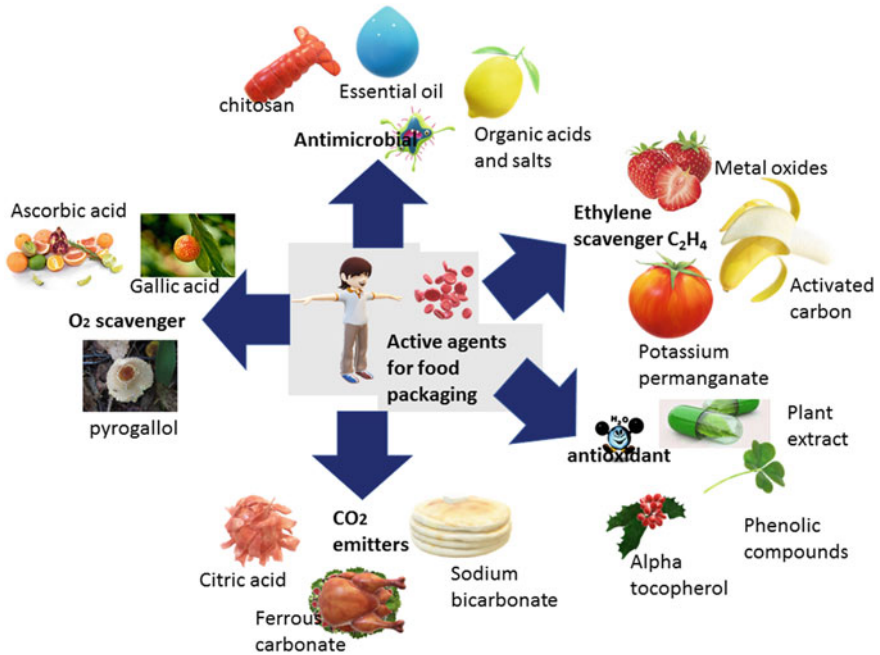 chitosan
Essential oil
Organic acids
and salts
Antimicrobial
Metal oxides
Ethylene
scavenger C₂H₄
Activated
carbon
Potassium
permanganate
Ascorbic acid
Gallic acid
O₂ scavenger
pyrogallol
Active agents
for food
packaging
H₂O
antioxidant
Plant
extract
Phenolic
compounds
Alpha
tocopherol
CO₂
emitters
Citric acid
Ferrous
carbonate
Sodium
bicarbonate